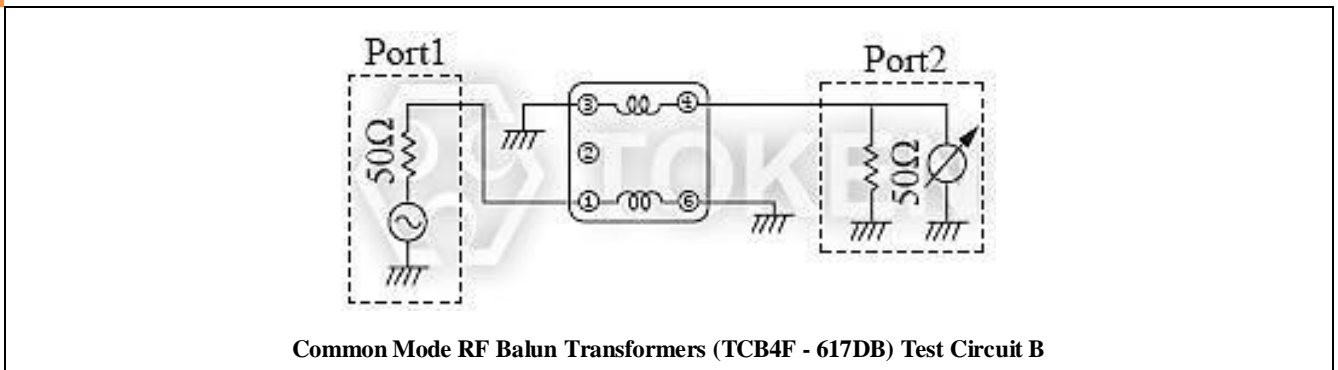 Port1
Port2
50Ω
③
④
②
①
⑥
50Ω
TOKEN
Common Mode RF Balun Transformers (TCB4F - 617DB) Test Circuit B